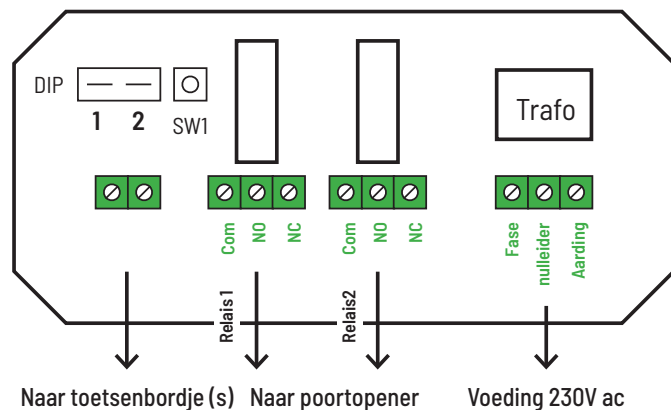 DIP
1 2 SW1
Trafo
Com NO NC
Com NO NC
Fase nulleider Aarding
Relais 1
Relais2
Naar toetsenbordje (s)
Naar poortopener
Voeding 230V ac